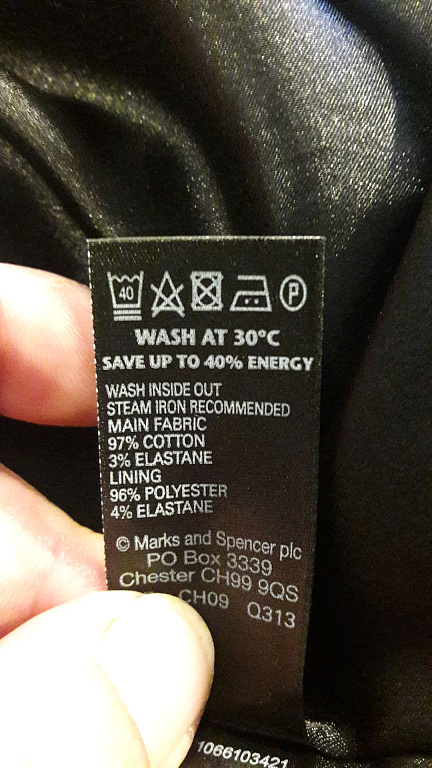 40 P
WASH AT 30°C
SAVE UP TO 40% ENERGY
WASH INSIDE OUT
STEAM IRON RECOMMENDED
MAIN FABRIC
97% COTTON
3% ELASTANE
LINING
96% POLYESTER
4% ELASTANE
© Marks and Spencer plc
PO Box 3339
Chester CH99 9QS
CH09 Q313
1066103421